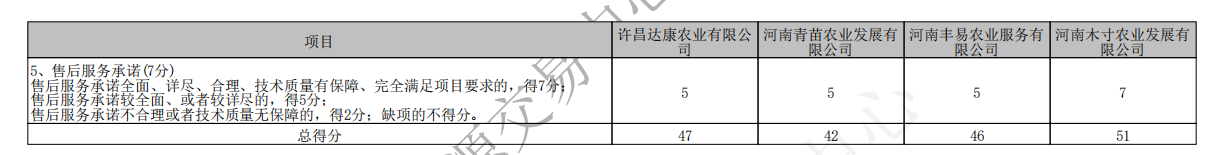 项目
许昌达康农业有限公
司
河南青苗农业发展有
限公司
河南丰易农业服务有
限公司
河南木寸农业发展有
限公司
5、售后服务承诺(7分)
售后服务承诺全面、详尽、合理、技术质量有保障、完全满足项目要求的，得7分；
售后服务承诺较全面、或者较详尽的，得5分；
售后服务承诺不合理或者技术质量无保障的，得2分；缺项的不得分。
5
5
5
7
总得分
47
42
46
51
源交易中心
中心